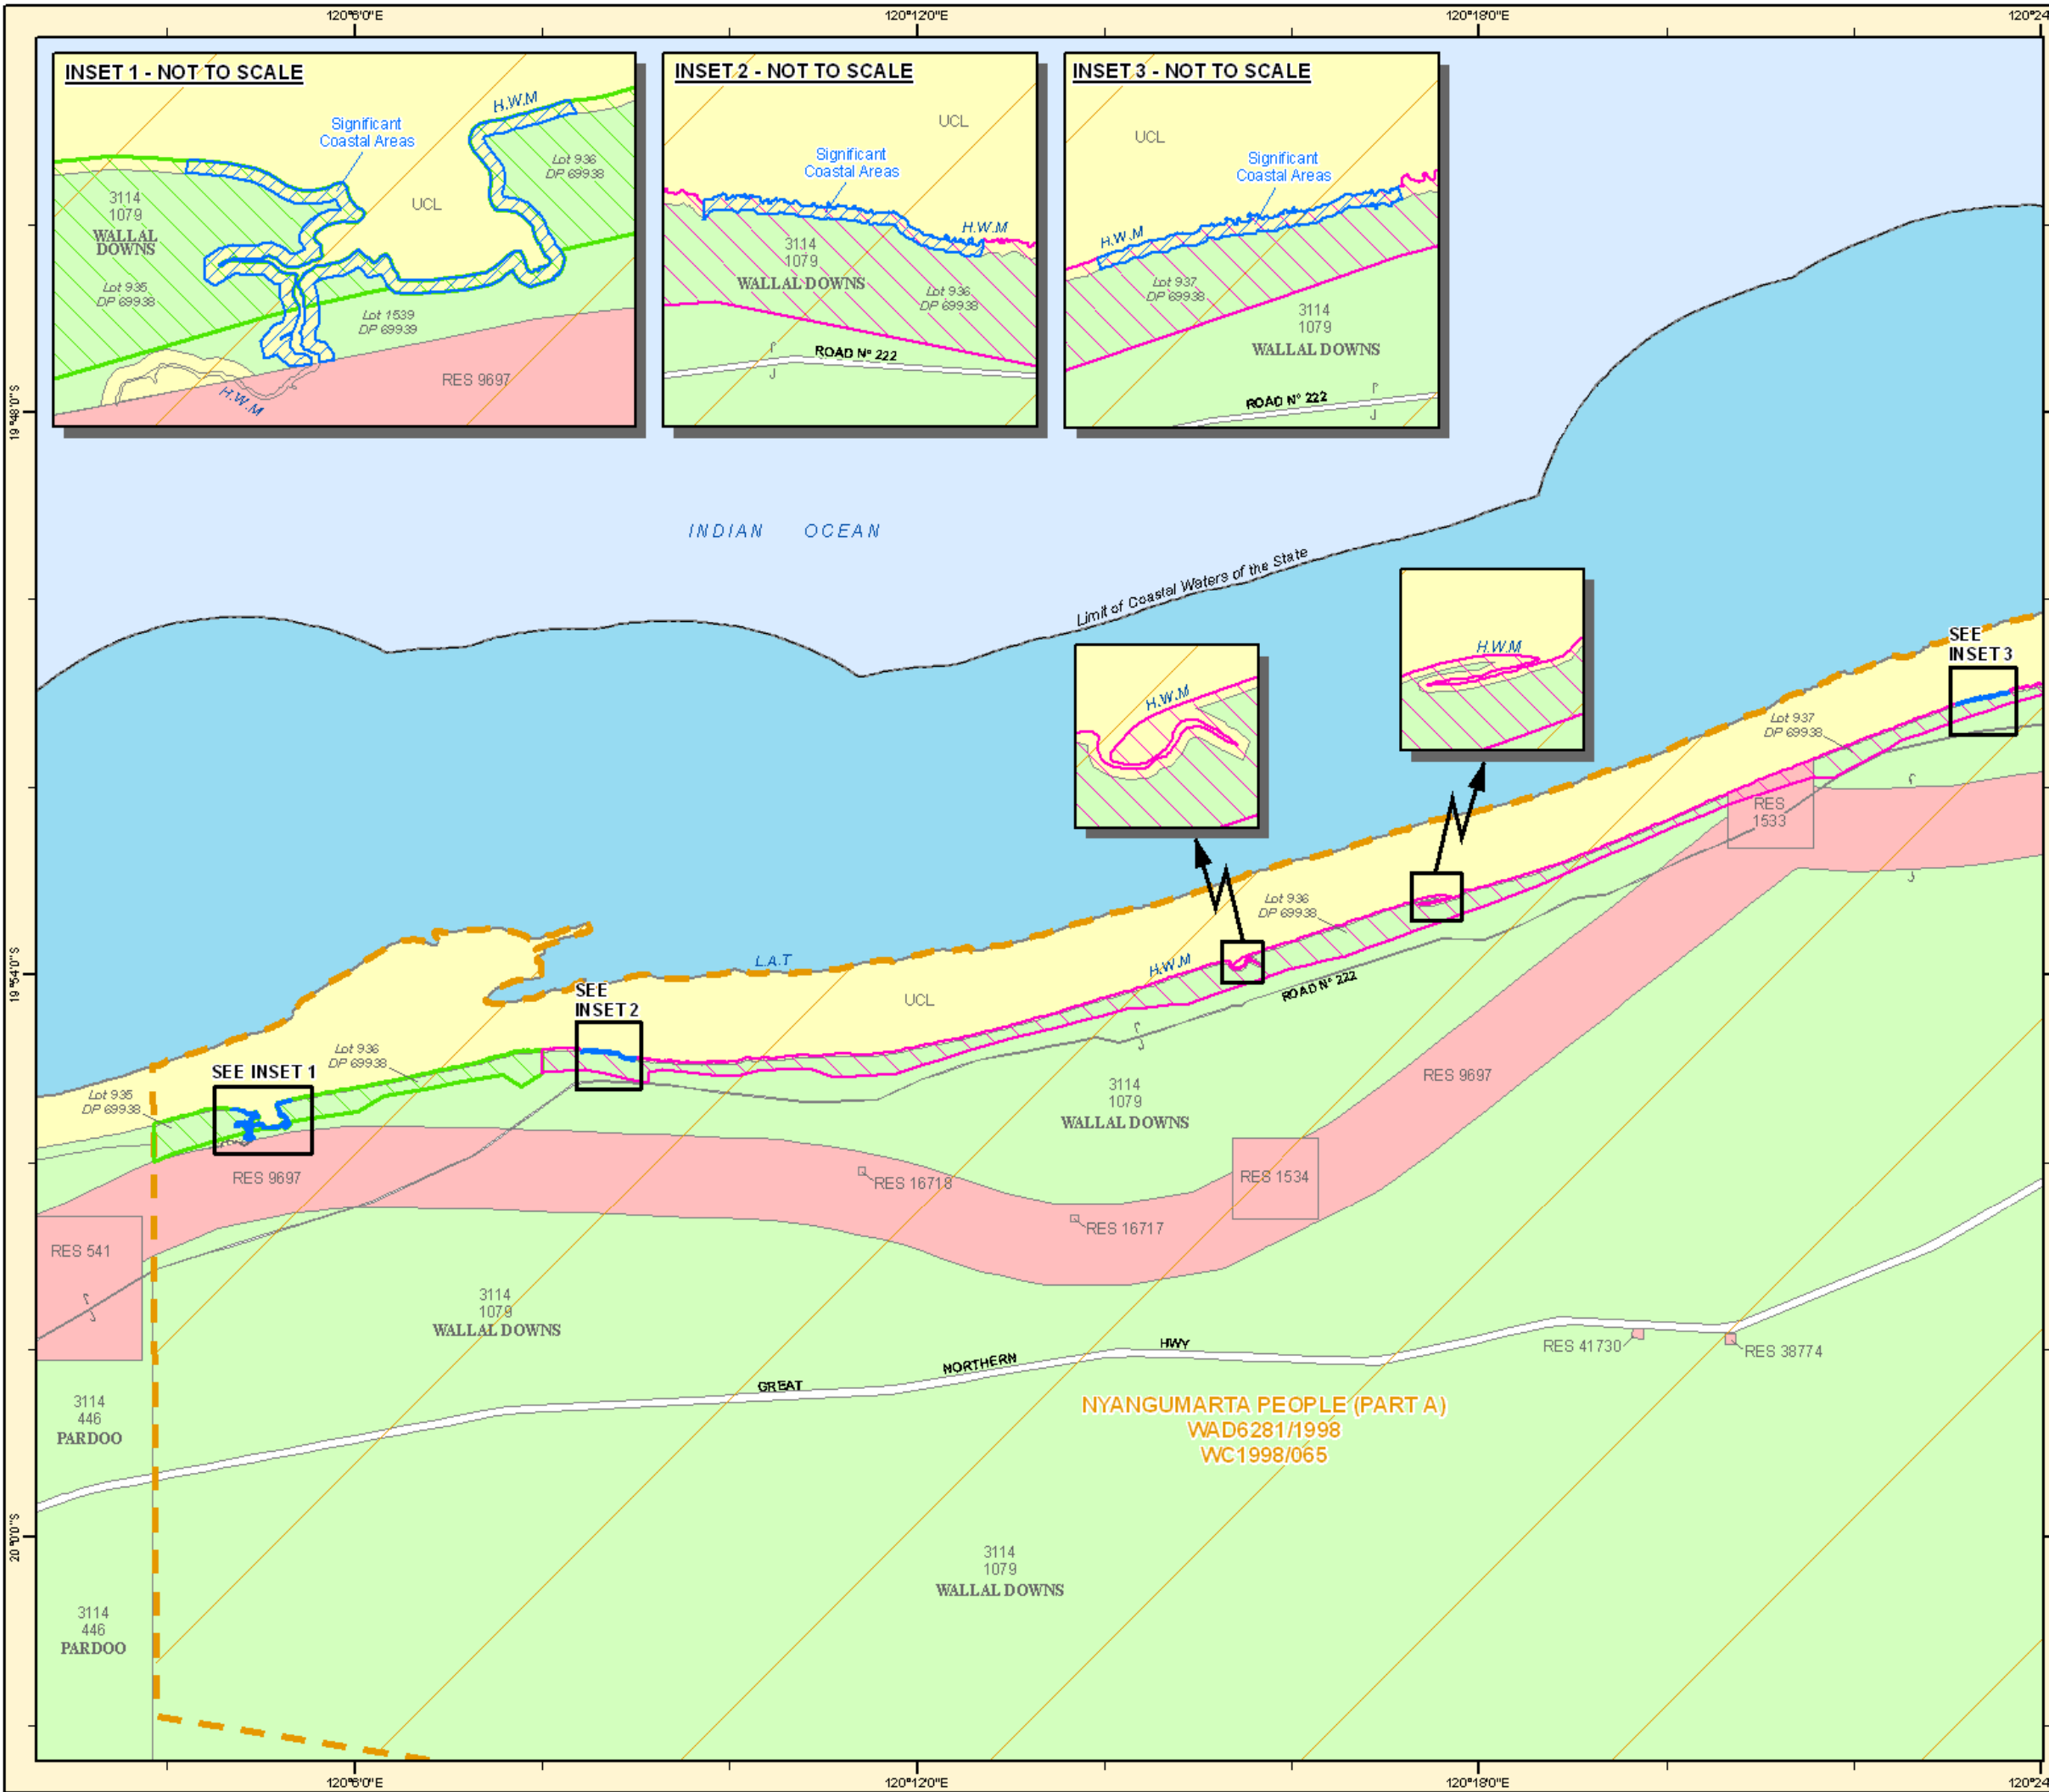 120°6'0"E
120°12'0"E
120°18'0"E
120°24
INSET 1 - NOT TO SCALE
H.W.M
Significant
Coastal Areas
Lot 936
DP 69938
3114
1079
WALLAL
DOWNS
UCL
Lot 935
DP 69938
Lot 1539
DP 69939
RES 9697
H.W.M
INSET 2 - NOT TO SCALE
UCL
Significant
Coastal Areas
H.W.M
3114
1079
WALLAL DOWNS
Lot 936
DP 69938
ROAD Nº 222
INSET 3 - NOT TO SCALE
UCL
Significant
Coastal Areas
H.W.M
Lot 937
DP 69938
3114
1079
WALLAL DOWNS
ROAD Nº 222
19°48'0"S
INDIAN OCEAN
Limit of Coastal Waters of the State
H.W.M
H.W.M
SEE
INSET 3
Lot 937
DP 69938
RES
1533
Lot 936
DP 69938
L.A.T
H.W.M
19°54'0"S
UCL
ROAD Nº 222
SEE
INSET 2
Lot 936
DP 69938
SEE INSET 1
Lot 935
DP 69938
RES 9697
3114
1079
WALLAL DOWNS
RES 9697
RES 16718
RES 1534
RES 16717
RES 541
3114
1079
WALLAL DOWNS
GREAT
NORTHERN
HWY
RES 41730
RES 38774
3114
446
PARDOO
NYANGUMARTA PEOPLE (PART A)
WAD6281/1998
WC1998/065
20°0'0"S
3114
1079
WALLAL DOWNS
3114
446
PARDOO
120°6'0"E
120°12'0"E
120°18'0"E
120°24